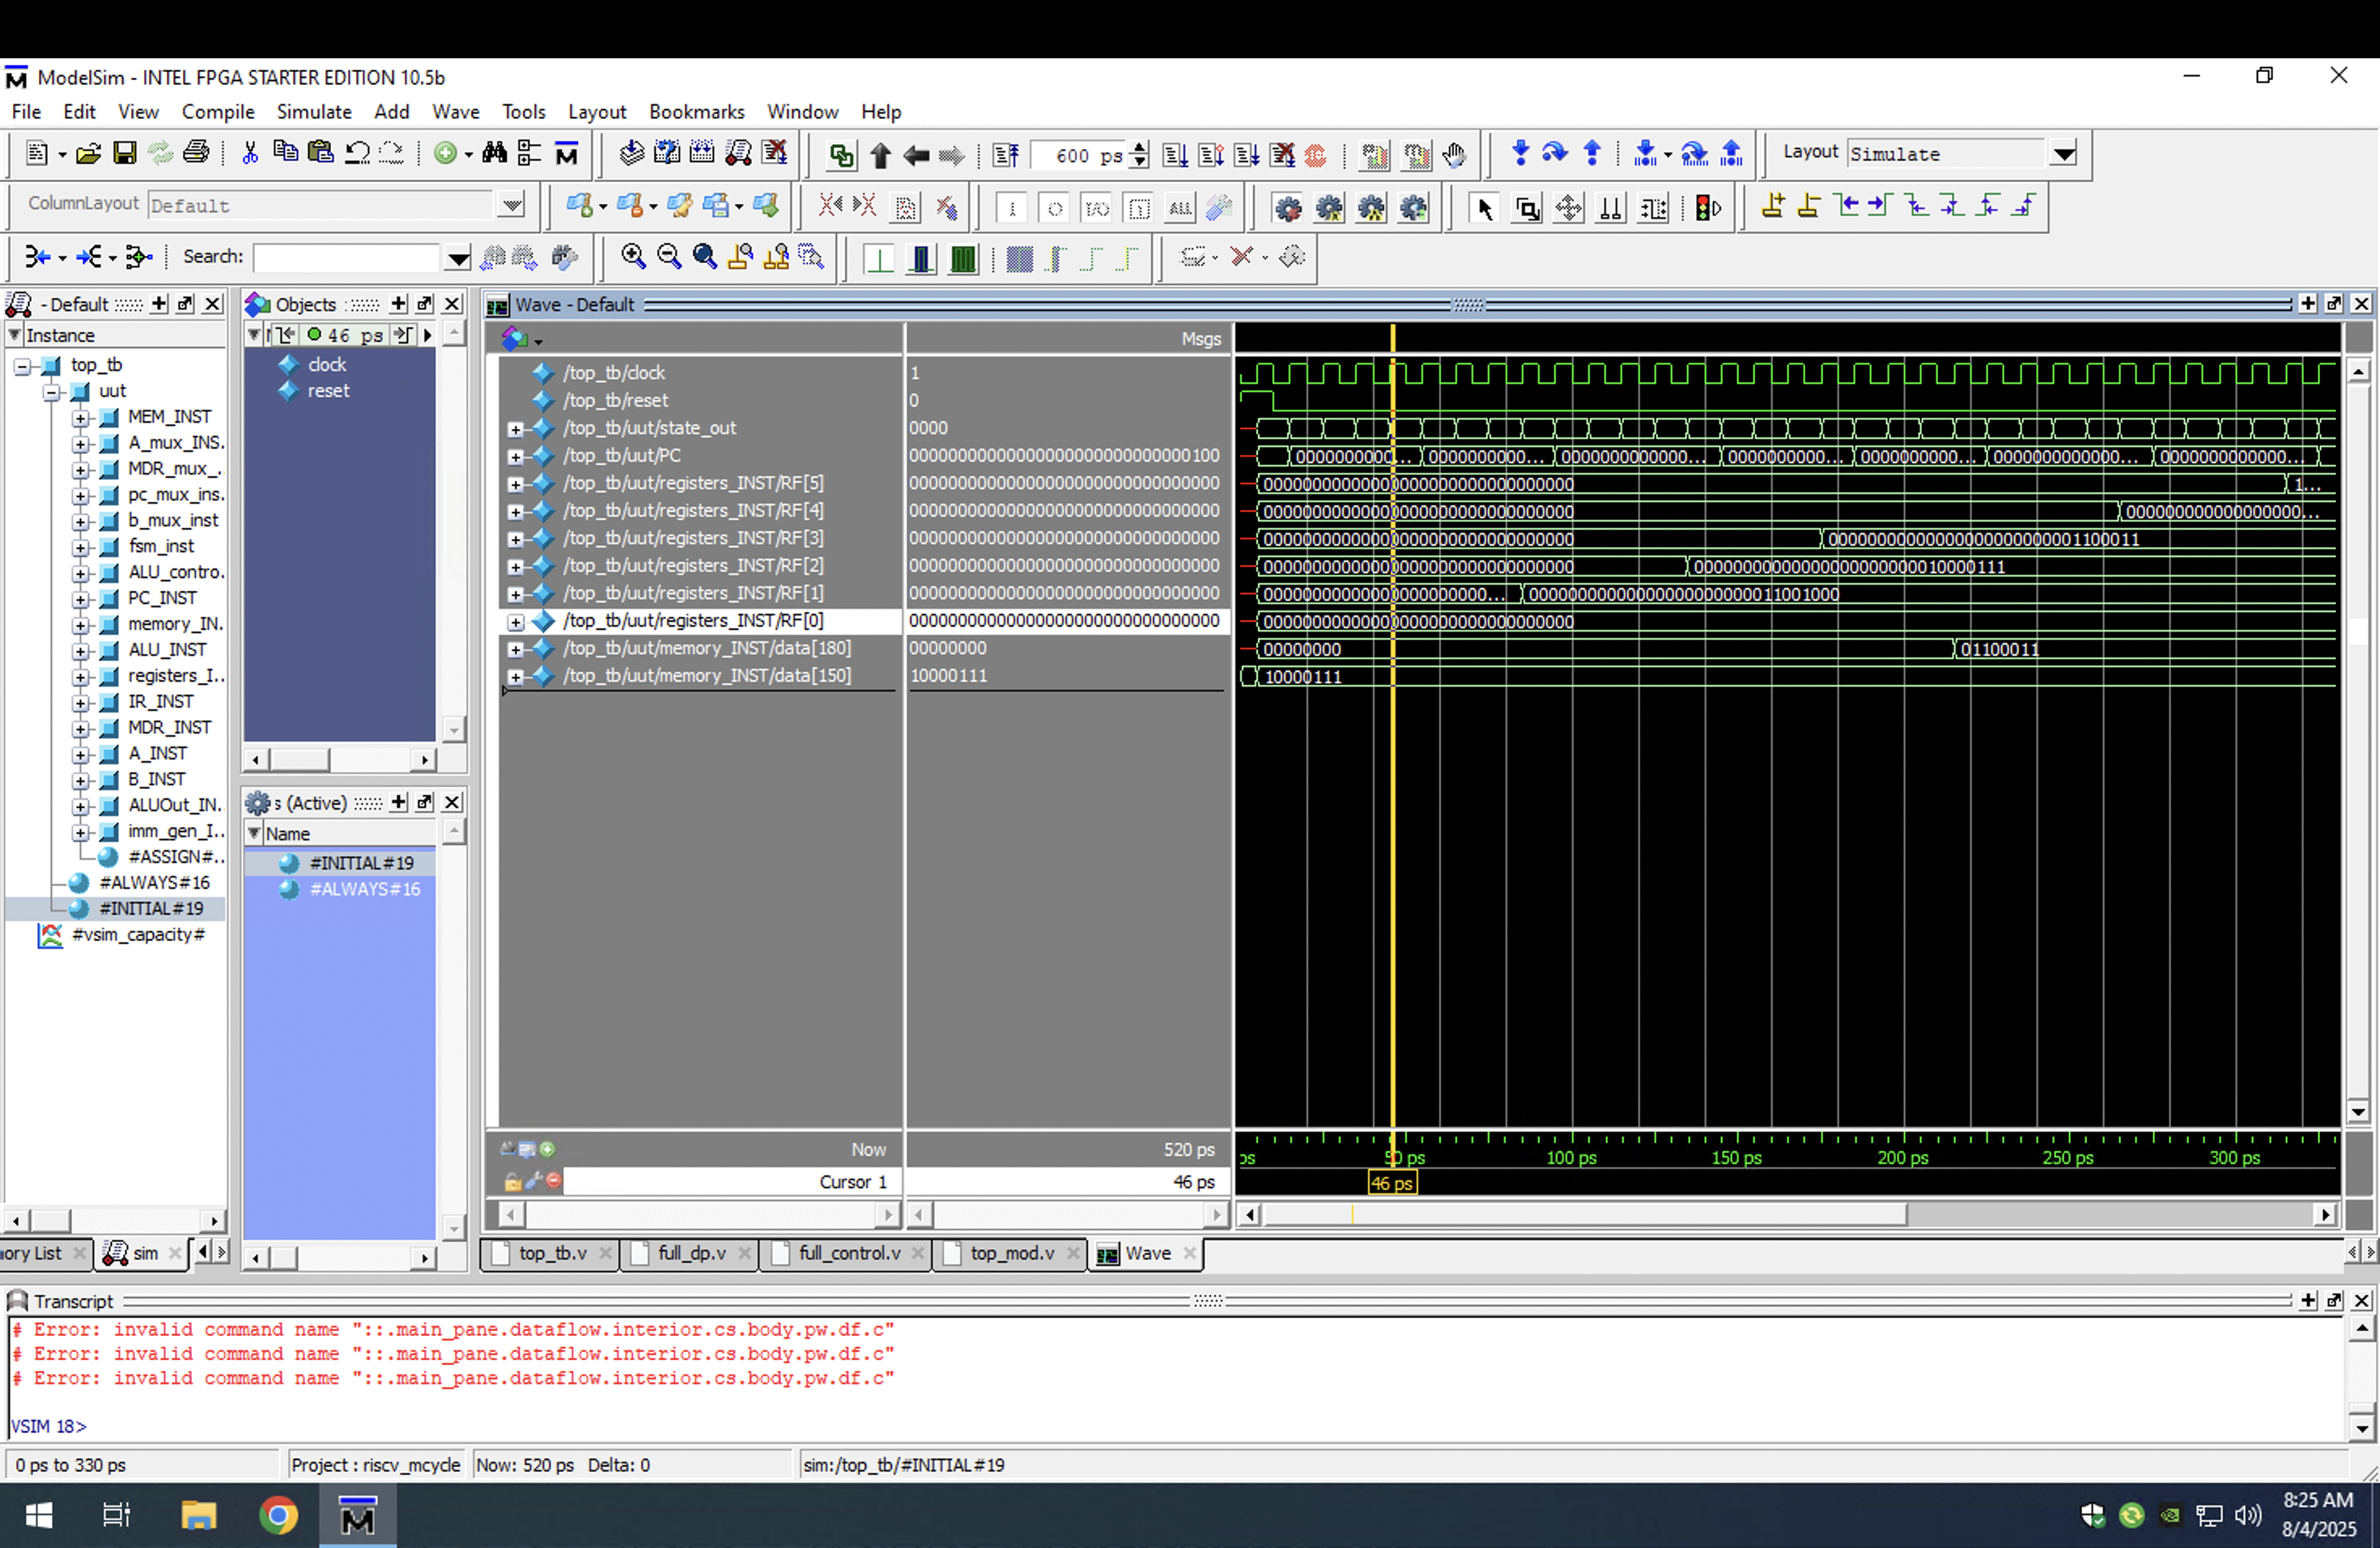 ModelSim - INTEL FPGA STARTER EDITION 10.5b
File Edit View Compile Simulate Add Wave Tools Layout Bookmarks Window Help
600 ps
Layout Simulate
ColumnLayout Default
Search:
- Default
Instance
top_tb
uut
MEM_INST
A_mux_INS.
MDR_mux_.
pc_mux_ins.
b_mux_inst
fsm_inst
ALU_contro.
PC_INST
memory_IN.
ALU_INST
registers_I..
IR_INST
MDR_INST
A_INST
B_INST
ALUOut_IN.
imm_gen_I..
#ASSIGN#..
#ALWAYS#16
#INITIAL#19
#vsim_capacity#
Objects
46 ps
clock
reset
s (Active)
Name
#INITIAL#19
#ALWAYS#16
Wave - Default
Msgs
/top_tb/clock 1
/top_tb/reset 0
/top_tb/uut/state_out 0000
/top_tb/uut/PC 00000000000000000000000000000100
/top_tb/uut/registers_INST/RF[5] 00000000000000000000000000000000 00000000000000000000000000000000 1...
/top_tb/uut/registers_INST/RF[4] 00000000000000000000000000000000 00000000000000000000000000000000
/top_tb/uut/registers_INST/RF[3] 00000000000000000000000000000000 00000000000000000000000000000000 00000000000000000000000001100011
/top_tb/uut/registers_INST/RF[2] 00000000000000000000000000000000 00000000000000000000000000000000 00000000000000000000000010000111
/top_tb/uut/registers_INST/RF[1] 00000000000000000000000000000000 00000000000000000000000011001000
/top_tb/uut/registers_INST/RF[0] 00000000000000000000000000000000 00000000000000000000000000000000
/top_tb/uut/memory_INST/data[180] 00000000 00000000 01100011
/top_tb/uut/memory_INST/data[150] 10000111 10000111
Now 520 ps
Cursor 1 46 ps
ps 50 ps 100 ps 150 ps 200 ps 250 ps 300 ps
46 ps
ory List sim
top_tb.v full_dp.v full_control.v top_mod.v Wave
Transcript
# Error: invalid command name "::.main_pane.dataflow.interior.cs.body.pw.df.c"
# Error: invalid command name "::.main_pane.dataflow.interior.cs.body.pw.df.c"
# Error: invalid command name "::.main_pane.dataflow.interior.cs.body.pw.df.c"
VSIM 18>
0 ps to 330 ps Project : riscv_mcycle Now: 520 ps Delta: 0 sim:/top_tb/#INITIAL#19
8:25 AM
8/4/2025